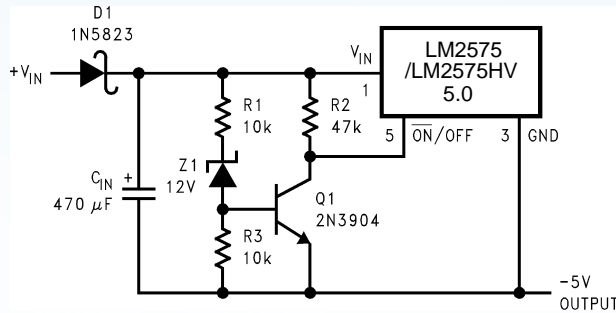 D1
1N5823
+VIN
VIN
1
LM2575
/LM2575HV
5.0
5
ON/OFF
3
GND
R1
10k
R2
47k
Z1
12V
CIN
+
470 µF
Q1
2N3904
R3
10k
−5V
OUTPUT